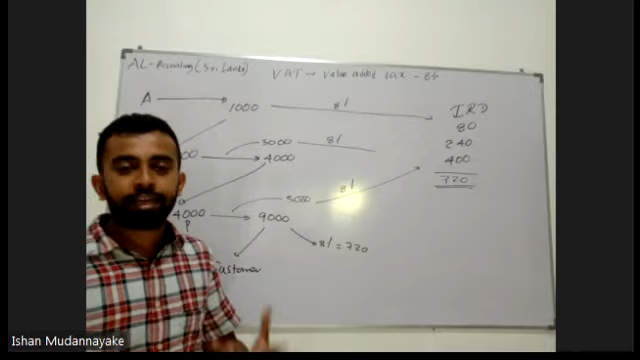 AL-Accounting (Sri Lanka) VAT → Value added tax - 8%
A 1000 8% IRD
80
3000 8% 240
4000 400
720
5000 8%
4000 9000
P
8% = 720
Customer
Ishan Mudannayake